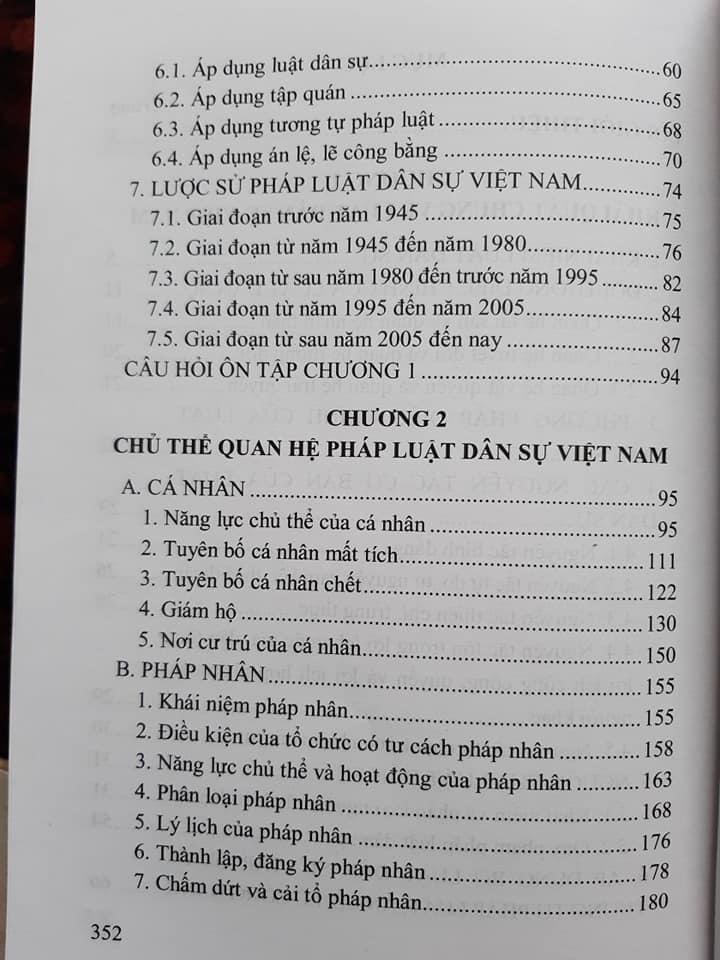 6.1. Áp dụng luật dân sự............60
6.2. Áp dụng tập quán............65
6.3. Áp dụng tương tự pháp luật............68
6.4. Áp dụng án lệ, lẽ công bằng............70
7. LƯỢC SỬ PHÁP LUẬT DÂN SỰ VIỆT NAM............74
7.1. Giai đoạn trước năm 1945............75
7.2. Giai đoạn từ năm 1945 đến năm 1980............76
7.3. Giai đoạn từ sau năm 1980 đến trước năm 1995............82
7.4. Giai đoạn từ năm 1995 đến năm 2005............84
7.5. Giai đoạn từ sau năm 2005 đến nay............87
CÂU HỎI ÔN TẬP CHƯƠNG 1............94
CHƯƠNG 2
CHỦ THỂ QUAN HỆ PHÁP LUẬT DÂN SỰ VIỆT NAM
A. CÁ NHÂN............95
1. Năng lực chủ thể của cá nhân............95
2. Tuyên bố cá nhân mất tích............111
3. Tuyên bố cá nhân chết............122
4. Giám hộ............130
5. Nơi cư trú của cá nhân............150
B. PHÁP NHÂN............155
1. Khái niệm pháp nhân............155
2. Điều kiện của tổ chức có tư cách pháp nhân............158
3. Năng lực chủ thể và hoạt động của pháp nhân............163
4. Phân loại pháp nhân............168
5. Lý lịch của pháp nhân............176
6. Thành lập, đăng ký pháp nhân............178
7. Chấm dứt và cải tổ pháp nhân............180
352